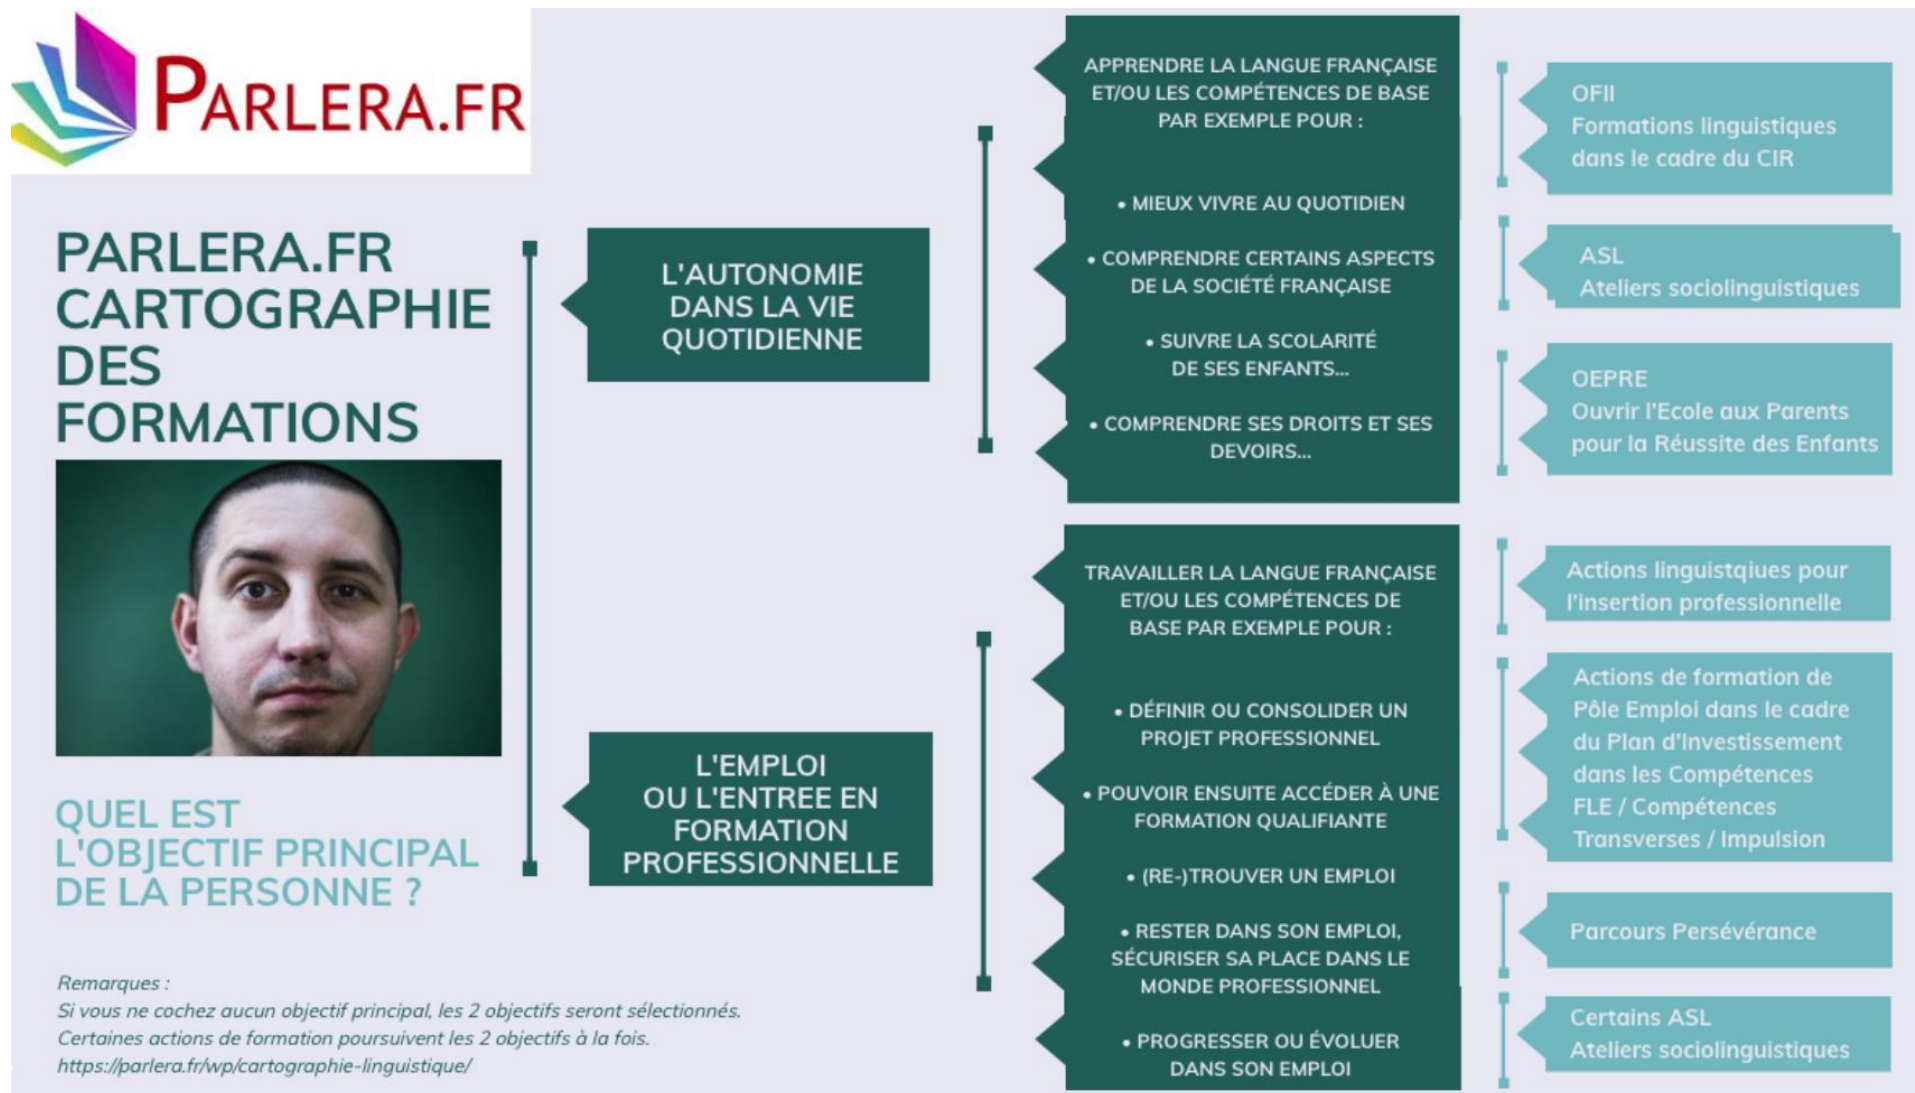 PARLERA.FR
PARLERA.FR
CARTOGRAPHIE
DES
FORMATIONS
QUEL EST
L'OBJECTIF PRINCIPAL
DE LA PERSONNE ?
Remarques :
Si vous ne cochez aucun objectif principal, les 2 objectifs seront sélectionnés.
Certaines actions de formation poursuivent les 2 objectifs à la fois.
https://parlera.fr/wp/cartographie-linguistique/
L'AUTONOMIE
DANS LA VIE
QUOTIDIENNE
APPRENDRE LA LANGUE FRANÇAISE
ET/OU LES COMPÉTENCES DE BASE
PAR EXEMPLE POUR :
• MIEUX VIVRE AU QUOTIDIEN
• COMPRENDRE CERTAINS ASPECTS
DE LA SOCIÉTÉ FRANÇAISE
• SUIVRE LA SCOLARITÉ
DE SES ENFANTS...
• COMPRENDRE SES DROITS ET SES
DEVOIRS...
OFII
Formations linguistiques
dans le cadre du CIR
ASL
Ateliers sociolinguistiques
OEPRE
Ouvrir l'Ecole aux Parents
pour la Réussite des Enfants
L'EMPLOI
OU L'ENTREE EN
FORMATION
PROFESSIONNELLE
TRAVAILLER LA LANGUE FRANÇAISE
ET/OU LES COMPÉTENCES DE
BASE PAR EXEMPLE POUR :
• DÉFINIR OU CONSOLIDER UN
PROJET PROFESSIONNEL
• POUVOIR ENSUITE ACCÉDER À UNE
FORMATION QUALIFIANTE
• (RE-)TROUVER UN EMPLOI
• RESTER DANS SON EMPLOI,
SÉCURISER SA PLACE DANS LE
MONDE PROFESSIONNEL
• PROGRESSER OU ÉVOLUER
DANS SON EMPLOI
Actions linguistqiues pour
l'insertion professionnelle
Actions de formation de
Pôle Emploi dans le cadre
du Plan d'Investissement
dans les Compétences
FLE / Compétences
Transverses / Impulsion
Parcours Persévérance
Certains ASL
Ateliers sociolinguistiques